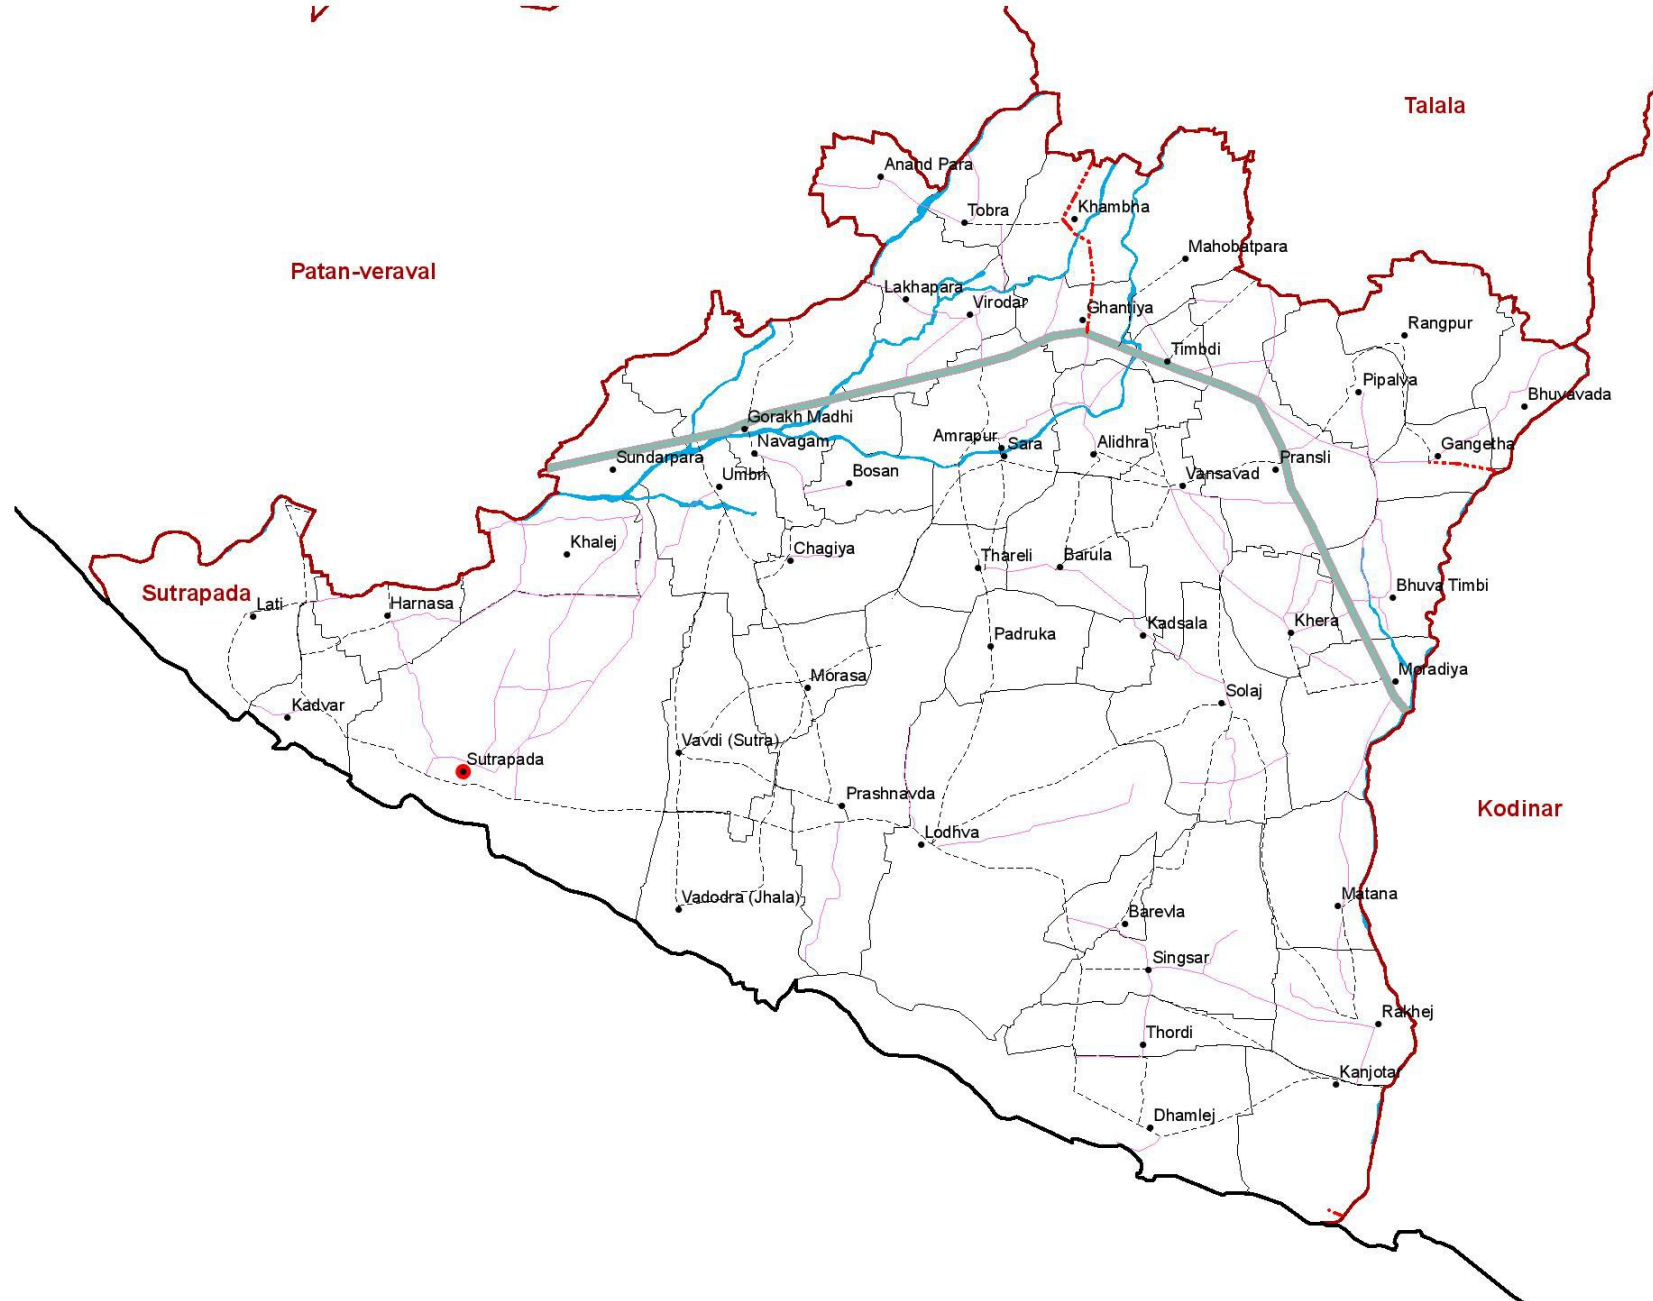 Talala
Anand Para
Tobra
Khambha
Mahobatpara
Patan-veraval
Lakhapara
Virodar
Ghantiya
Rangpur
Timbdi
Pipalva
Bhuvavada
Gorakh Madhi
Navagam
Amrapur
Sara
Alidhra
Gangetha
Sundarpara
Umbri
Bosan
Vansavad
Pransli
Khalej
Chagiya
Thareli
Barula
Bhuva Timbi
Sutrapada
Lati
Harnasa
Padruka
Kadsala
Khera
Morasa
Moradiya
Kadvar
Solaj
Vavdi (Sutra)
Sutrapada
Prashnavda
Kodinar
Lodhva
Vadodra (Jhala)
Matana
Barevla
Singsar
Rakhej
Thordi
Kanjotar
Dhamlej